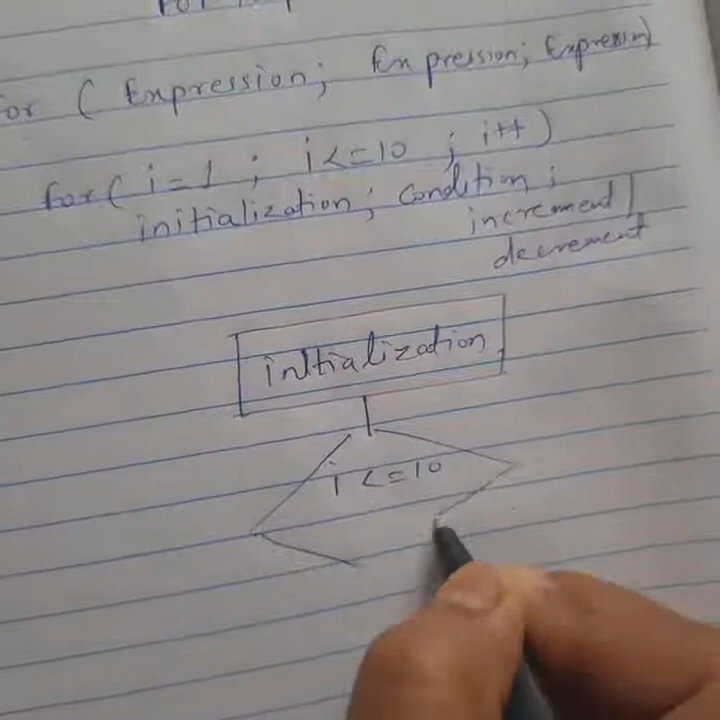 for (Expression; Expression; Expression)
for( i=1 ; i<=10 ; i++ )
initialization; condition;
increment/
decrement
initialization
i <=10